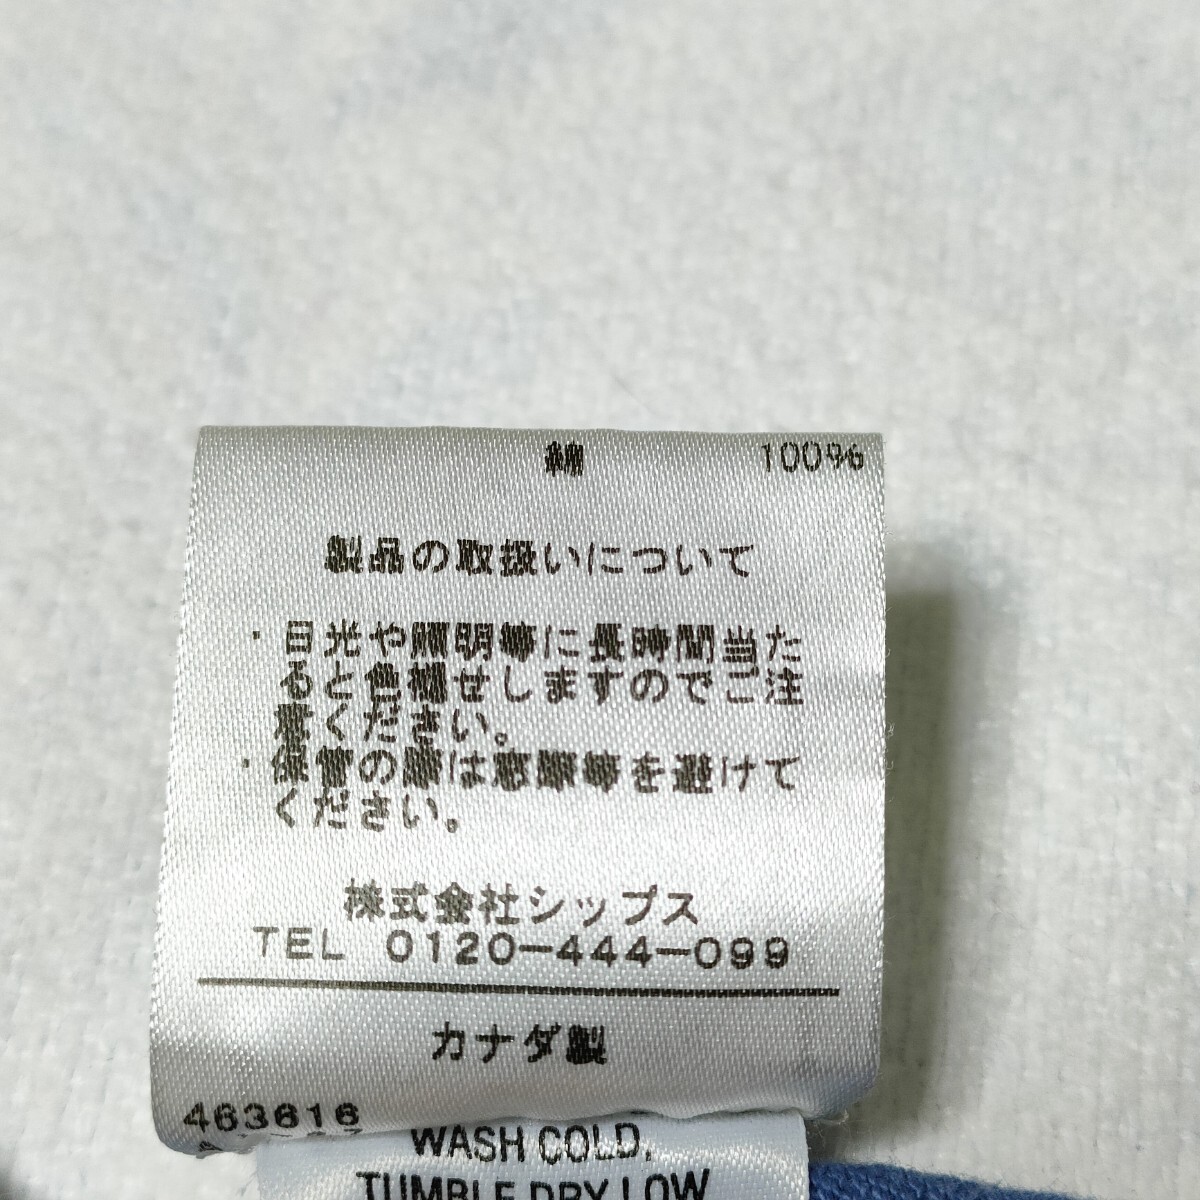 綿 100%
製品の取扱いについて
・日光や照明等に長時間当た
ると色褪せしますのでご注
意ください。
・保管の際は窓際等を避けて
ください。
株式会社シップス
TEL 0120-444-099
カナダ製
463616
WASH COLD,
TUMBLE DRY LOW